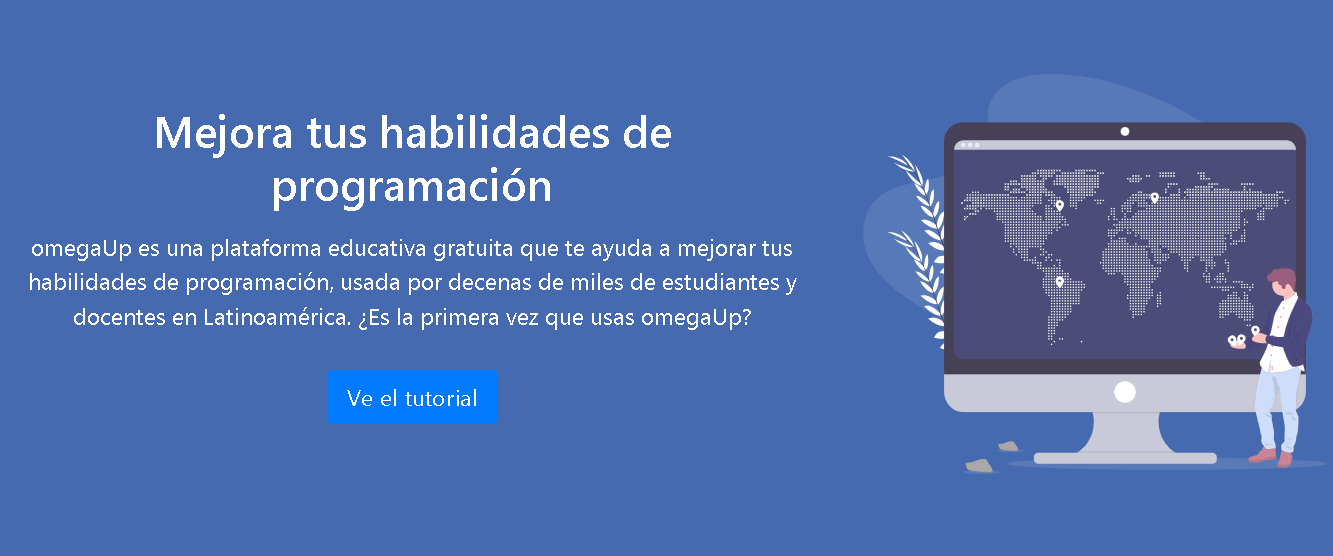 Mejora tus habilidades de
programación
omegaUp es una plataforma educativa gratuita que te ayuda a mejorar tus
habilidades de programación, usada por decenas de miles de estudiantes y
docentes en Latinoamérica. ¿Es la primera vez que usas omegaUp?
Ve el tutorial